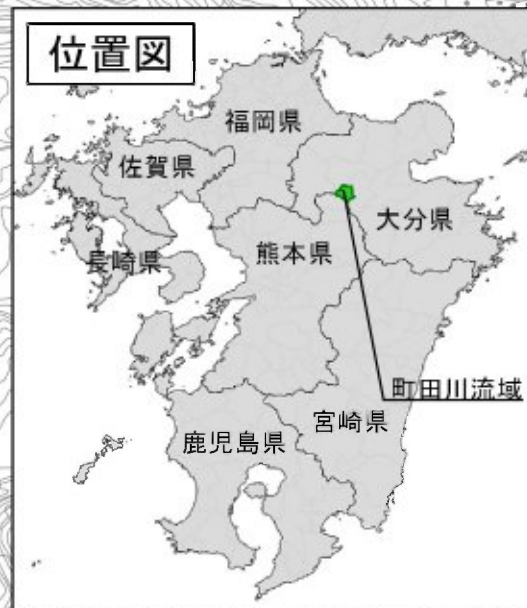 位置図
福岡県
佐賀県
大分県
長崎県
熊本県
町田川流域
宮崎県
鹿児島県